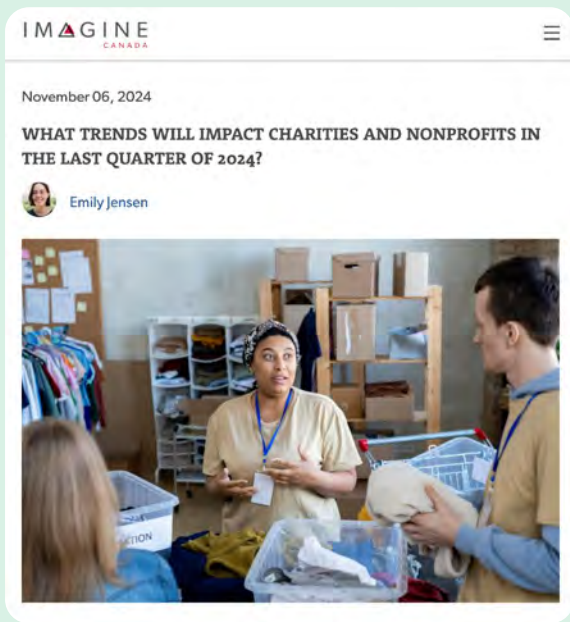 IMAGINE
CANADA
November 06, 2024
WHAT TRENDS WILL IMPACT CHARITIES AND NONPROFITS IN
THE LAST QUARTER OF 2024?
Emily Jensen